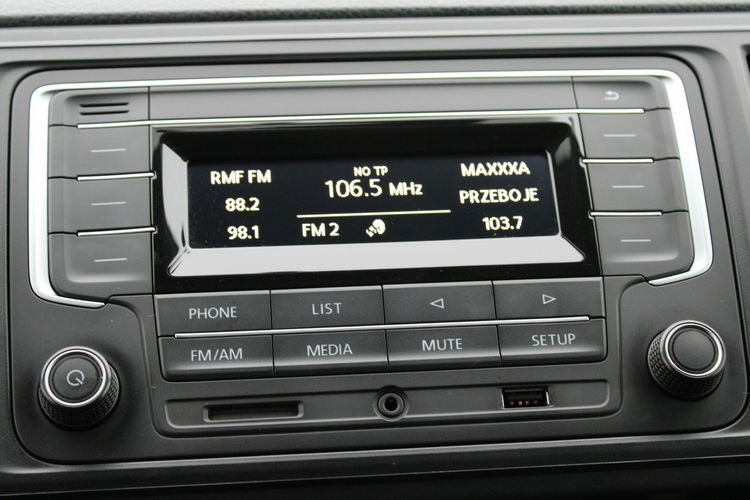 NO TP
RMF FM 106.5 MHz MAXXXA
88.2 PRZEBOJE
98.1 FM 2 103.7
PHONE LIST
FM/AM MEDIA MUTE SETUP